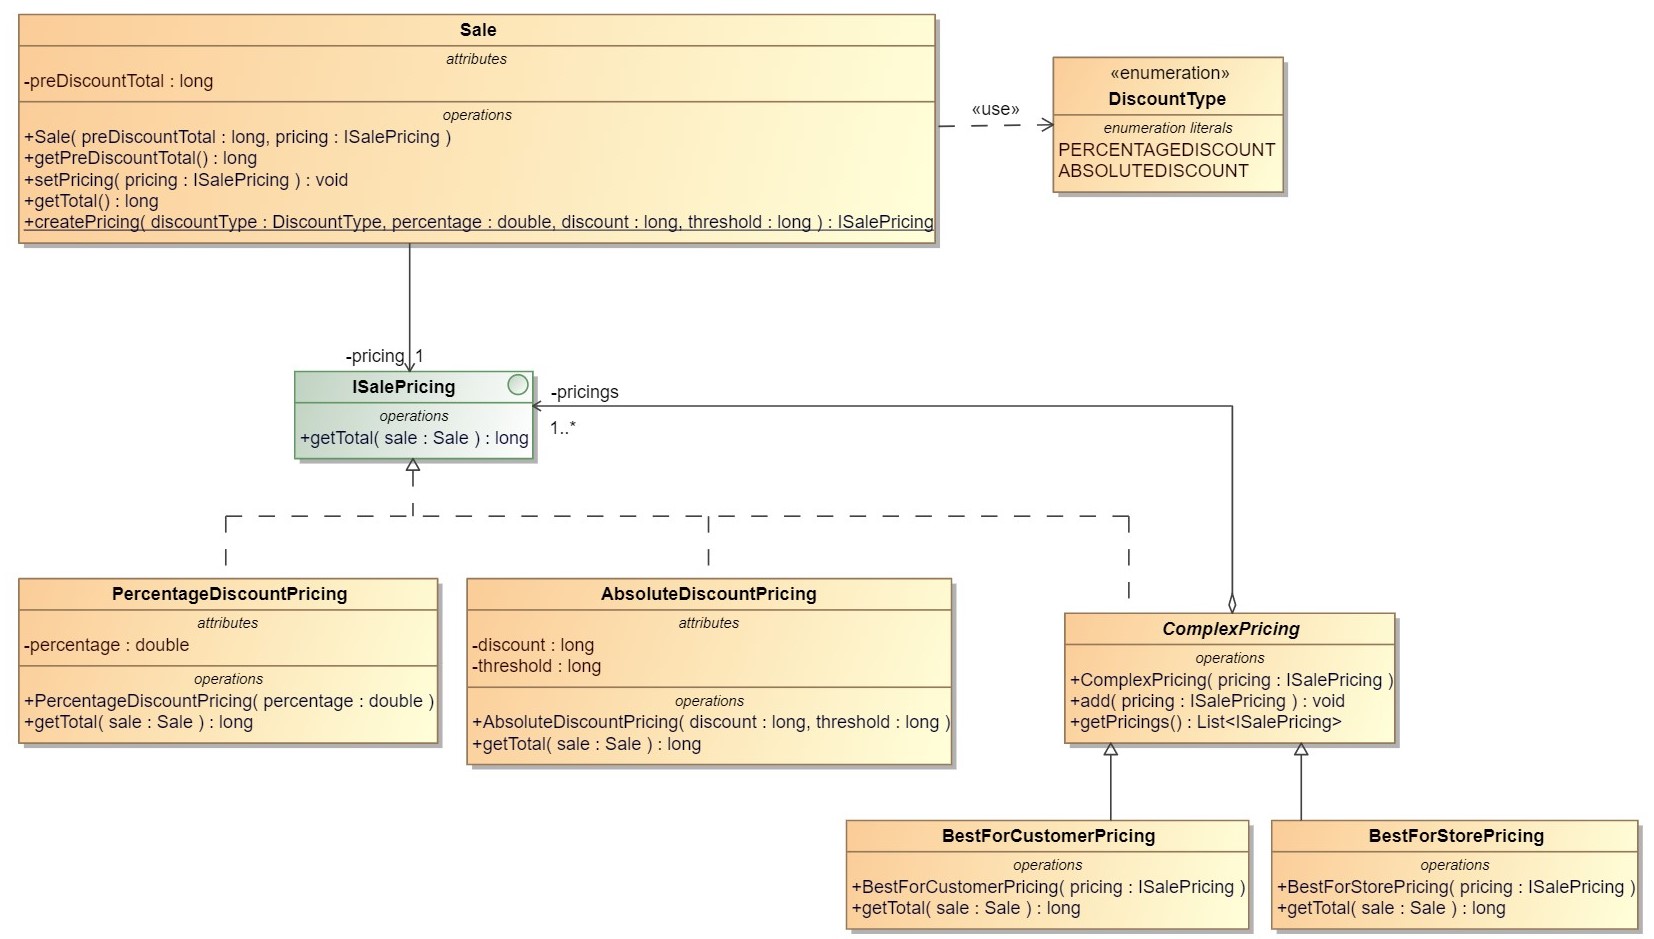 Sale
attributes
-preDiscountTotal : long
operations
+Sale( preDiscountTotal : long, pricing : ISalePricing )
+getPreDiscountTotal() : long
+setPricing( pricing : ISalePricing ) : void
+getTotal() : long
+createPricing( discountType : DiscountType, percentage : double, discount : long, threshold : long ) : ISalePricing
«use»
«enumeration»
DiscountType
enumeration literals
PERCENTAGEDISCOUNT
ABSOLUTEDISCOUNT
-pricing 1
ISalePricing
operations
+getTotal( sale : Sale ) : long
-pricings
1..*
PercentageDiscountPricing
attributes
-percentage : double
operations
+PercentageDiscountPricing( percentage : double )
+getTotal( sale : Sale ) : long
AbsoluteDiscountPricing
attributes
-discount : long
-threshold : long
operations
+AbsoluteDiscountPricing( discount : long, threshold : long )
+getTotal( sale : Sale ) : long
ComplexPricing
operations
+ComplexPricing( pricing : ISalePricing )
+add( pricing : ISalePricing ) : void
+getPricings() : List<ISalePricing>
BestForCustomerPricing
operations
+BestForCustomerPricing( pricing : ISalePricing )
+getTotal( sale : Sale ) : long
BestForStorePricing
operations
+BestForStorePricing( pricing : ISalePricing )
+getTotal( sale : Sale ) : long